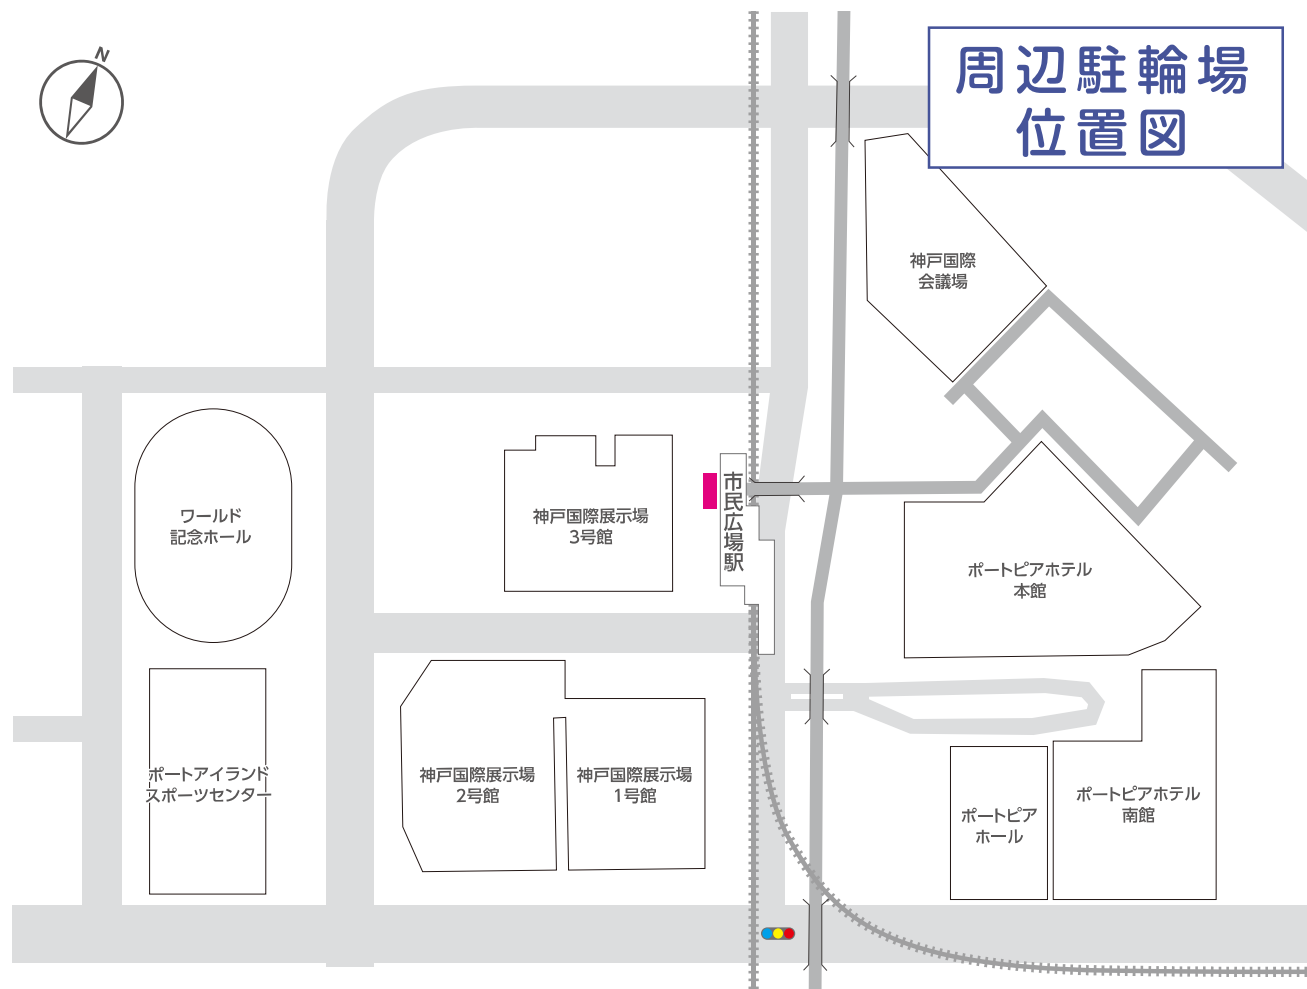 N
周辺駐輪場
位置図
神戸国際
会議場
ワールド
記念ホール
神戸国際展示場
3号館
市民広場駅
ポートピアホテル
本館
ポートアイランド
スポーツセンター
神戸国際展示場
2号館
神戸国際展示場
1号館
ポートピア
ホール
ポートピアホテル
南館